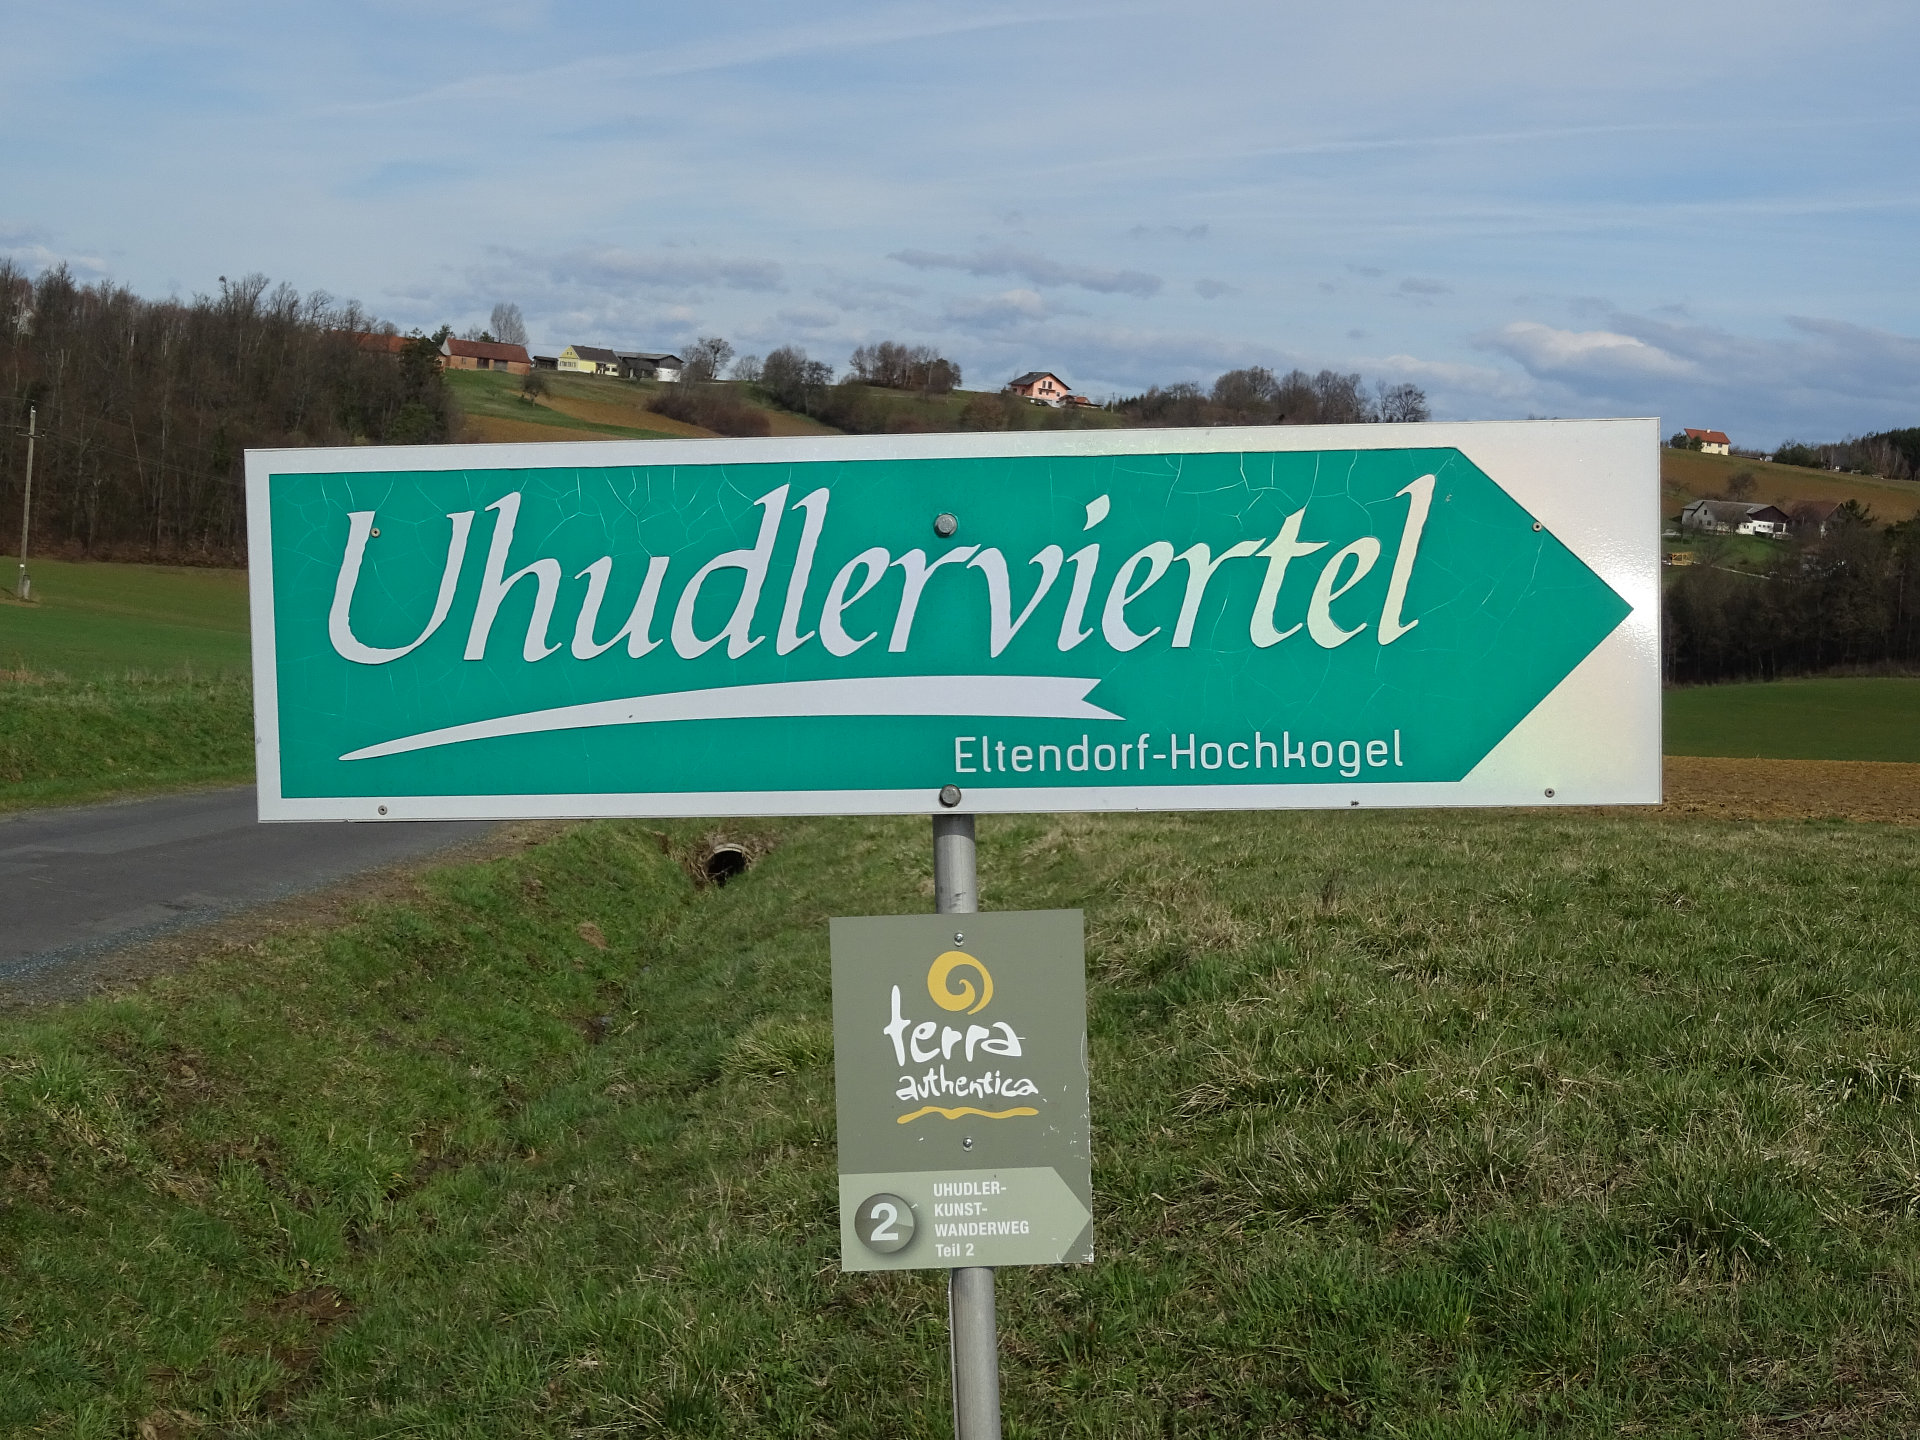 Uhudlerviertel
Eltendorf-Hochkogel
terra
authentica
2
UHUDLER-
KUNST-
WANDERWEG
Teil 2